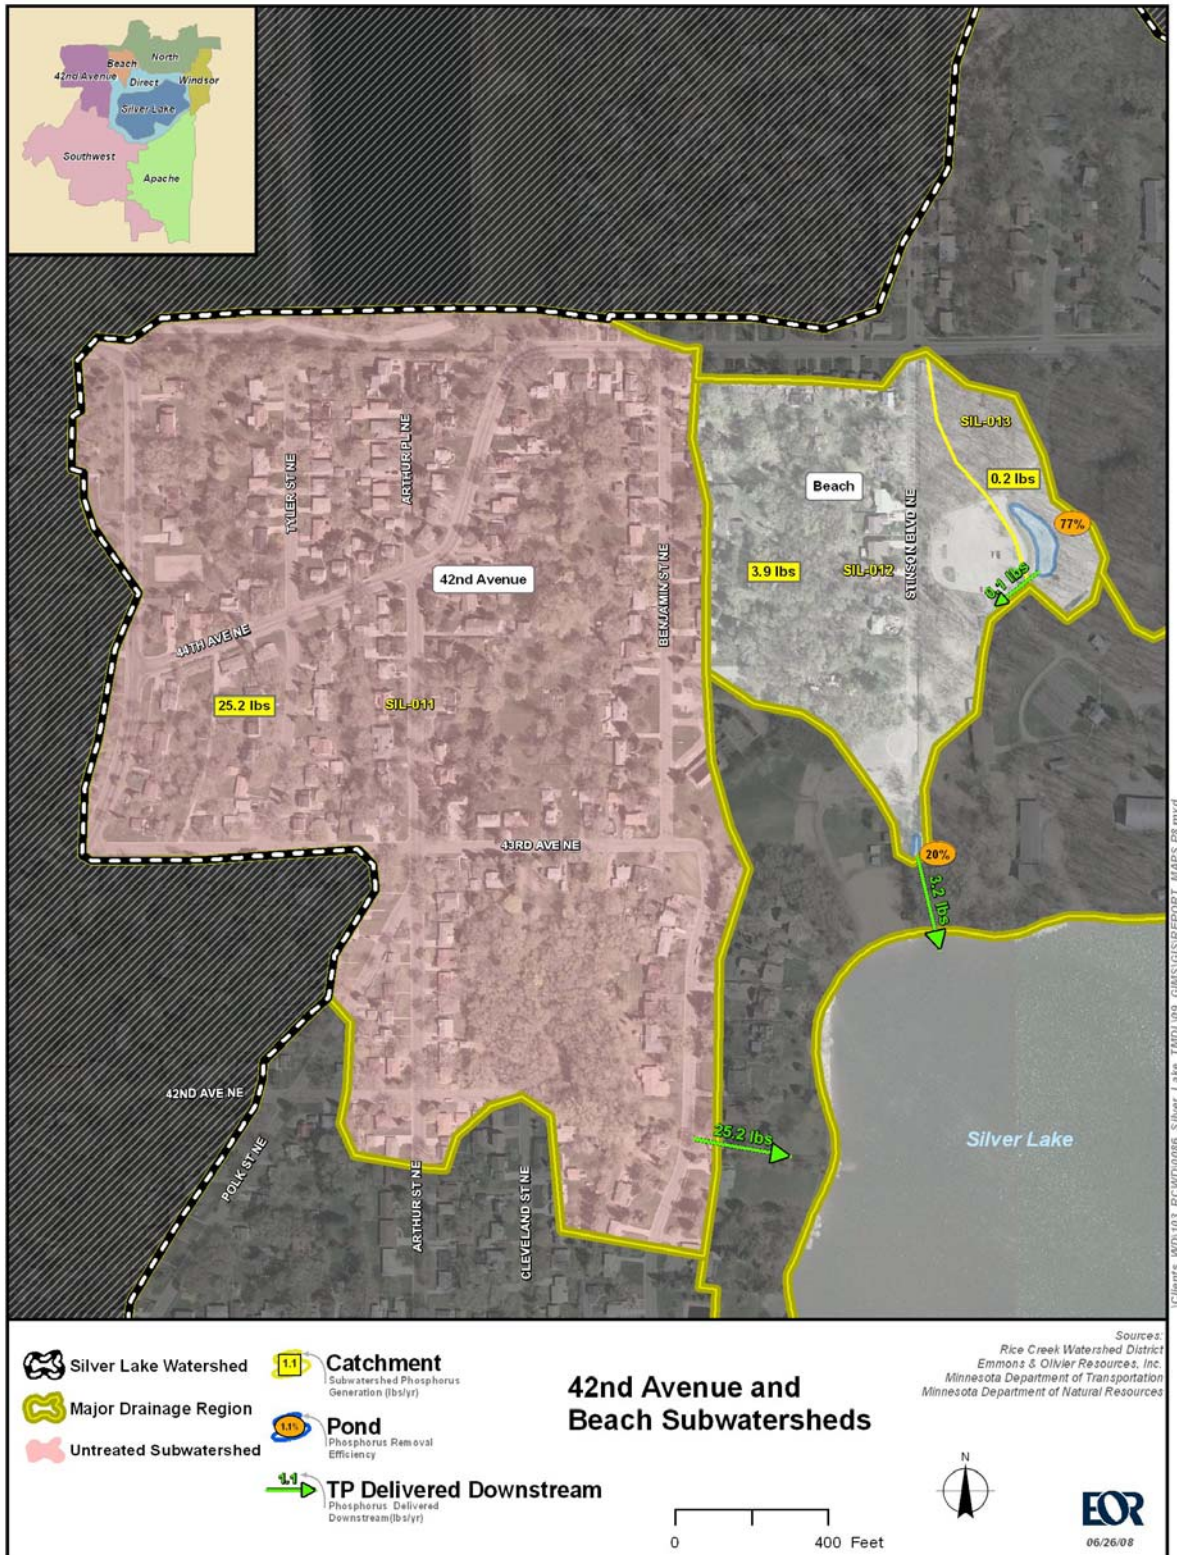 North
Beach
42nd Avenue
Direct
Windsor
Silver Lake
Southwest
Apache
SIL-013
0.2 lbs
Beach
77%
TYLER ST NE
ARTHUR PL NE
STINSON BLVD NE
BENJAMIN ST NE
42nd Avenue
3.9 lbs
SIL-012
0.1 lbs
44TH AVE NE
25.2 lbs
SIL-011
43RD AVE NE
20%
3.2 lbs
42ND AVE NE
25.2 lbs
Silver Lake
POLK ST NE
ARTHUR ST NE
CLEVELAND ST NE
Silver Lake Watershed
Major Drainage Region
Untreated Subwatershed
1.1
Catchment
Subwatershed Phosphorus
Generation (lbs/yr)
1.1%
Pond
Phosphorus Removal
Efficiency
1.1
TP Delivered Downstream
Phosphorus Delivered
Downstream(lbs/yr)
42nd Avenue and
Beach Subwatersheds
Sources:
Rice Creek Watershed District
Emmons & Olivier Resources, Inc.
Minnesota Department of Transportation
Minnesota Department of Natural Resources
N
0 400 Feet
EOR
06/26/08